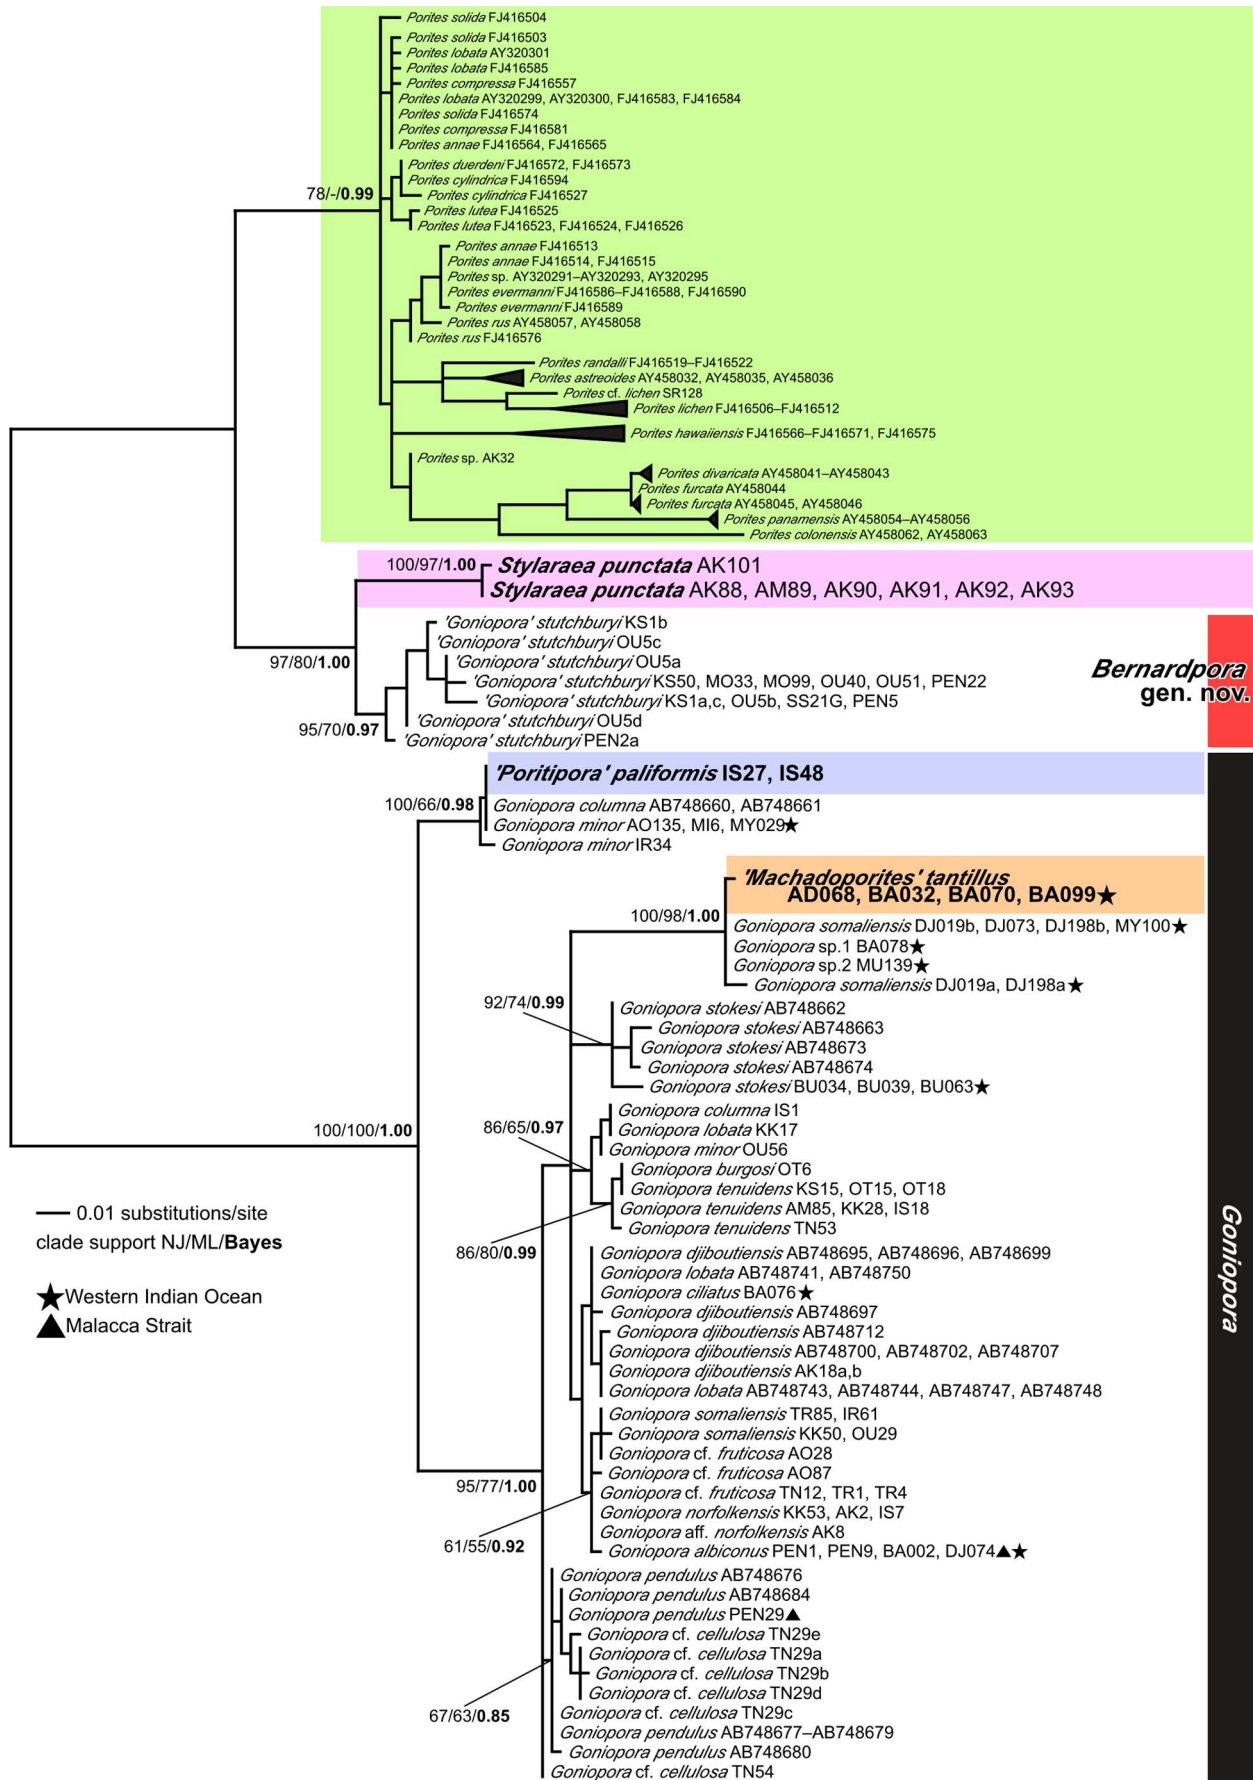 Porites solida FJ416504
Porites solida FJ416503
Porites lobata AY320301
Porites lobata FJ416585
Porites compressa FJ416557
Porites lobata AY320299, AY320300, FJ416583, FJ416584
Porites solida FJ416574
Porites compressa FJ416581
Porites annae FJ416564, FJ416565
Porites duerdeni FJ416572, FJ416573
Porites cylindrica FJ416594
78/-/0.99
Porites cylindrica FJ416527
Porites lutea FJ416525
Porites lutea FJ416523, FJ416524, FJ416526
Porites annae FJ416513
Porites annae FJ416514, FJ416515
Porites sp. AY320291–AY320293, AY320295
Porites evermanni FJ416586–FJ416588, FJ416590
Porites evermanni FJ416589
Porites rus AY458057, AY458058
Porites rus FJ416576
Porites randalli FJ416519–FJ416522
Porites astreoides AY458032, AY458035, AY458036
Porites cf. lichen SR128
Porites lichen FJ416506–FJ416512
Porites hawaiiensis FJ416566–FJ416571, FJ416575
Porites sp. AK32
Porites divaricata AY458041–AY458043
Porites furcata AY458044
Porites furcata AY458045, AY458046
Porites panamensis AY458054–AY458056
Porites colonensis AY458062, AY458063
100/97/1.00
Stylaraea punctata AK101
Stylaraea punctata AK88, AM89, AK90, AK91, AK92, AK93
'Goniopora' stutchburyi KS1b
'Goniopora' stutchburyi OU5c
97/80/1.00
'Goniopora' stutchburyi OU5a
'Goniopora' stutchburyi KS50, MO33, MO99, OU40, OU51, PEN22
'Goniopora' stutchburyi KS1a,c, OU5b, SS21G, PEN5
'Goniopora' stutchburyi OU5d
95/70/0.97
'Goniopora' stutchburyi PEN2a
Bernardpora
gen. nov.
'Poritipora' paliformis IS27, IS48
100/66/0.98
Goniopora columna AB748660, AB748661
Goniopora minor AO135, MI6, MY029★
Goniopora minor IR34
'Machadoporites' tantillus
AD068, BA032, BA070, BA099★
100/98/1.00
Goniopora somaliensis DJ019b, DJ073, DJ198b, MY100★
Goniopora sp.1 BA078★
Goniopora sp.2 MU139★
Goniopora somaliensis DJ019a, DJ198a★
92/74/0.99
Goniopora stokesi AB748662
Goniopora stokesi AB748663
Goniopora stokesi AB748673
Goniopora stokesi AB748674
Goniopora stokesi BU034, BU039, BU063★
Goniopora columna IS1
86/65/0.97
Goniopora lobata KK17
100/100/1.00
Goniopora minor OU56
Goniopora burgosi OT6
Goniopora tenuidens KS15, OT15, OT18
Goniopora tenuidens AM85, KK28, IS18
Goniopora tenuidens TN53
86/80/0.99
0.01 substitutions/site
clade support NJ/ML/Bayes
★Western Indian Ocean
▲Malacca Strait
Goniopora djiboutiensis AB748695, AB748696, AB748699
Goniopora lobata AB748741, AB748750
Goniopora ciliatus BA076★
Goniopora djiboutiensis AB748697
Goniopora djiboutiensis AB748712
Goniopora djiboutiensis AB748700, AB748702, AB748707
Goniopora djiboutiensis AK18a,b
Goniopora lobata AB748743, AB748744, AB748747, AB748748
Goniopora somaliensis TR85, IR61
Goniopora somaliensis KK50, OU29
Goniopora cf. fruticosa AO28
Goniopora cf. fruticosa AO87
95/77/1.00
Goniopora cf. fruticosa TN12, TR1, TR4
Goniopora norfolkensis KK53, AK2, IS7
Goniopora aff. norfolkensis AK8
61/55/0.92
Goniopora albiconus PEN1, PEN9, BA002, DJ074▲★
Goniopora pendulus AB748676
Goniopora pendulus AB748684
Goniopora pendulus PEN29▲
Goniopora cf. cellulosa TN29e
Goniopora cf. cellulosa TN29a
Goniopora cf. cellulosa TN29b
Goniopora cf. cellulosa TN29d
67/63/0.85
Goniopora cf. cellulosa TN29c
Goniopora pendulus AB748677–AB748679
Goniopora pendulus AB748680
Goniopora cf. cellulosa TN54
Goniopora